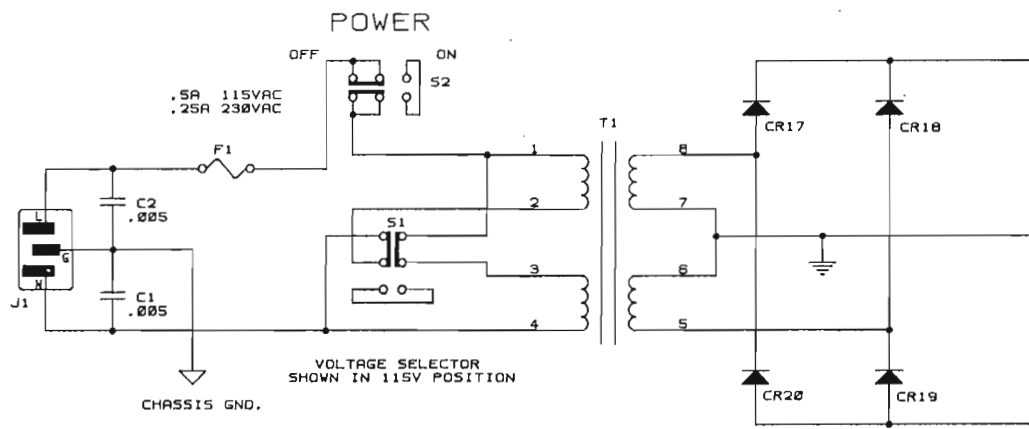 POWER
OFF
ON
S2
.5A 115VAC
.25A 230VAC
F1
T1
CR17
CR18
1
8
C2
.005
2
7
L
S1
G
3
6
N
J1
C1
.005
4
5
VOLTAGE SELECTOR
SHOWN IN 115V POSITION
CR20
CR19
CHASSIS GND.